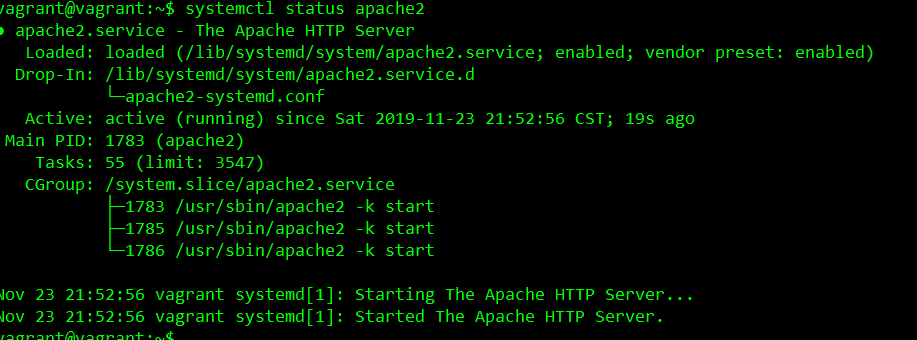 vagrant@vagrant:~$ systemctl status apache2
● apache2.service - The Apache HTTP Server
   Loaded: loaded (/lib/systemd/system/apache2.service; enabled; vendor preset: enabled)
  Drop-In: /lib/systemd/system/apache2.service.d
           └─apache2-systemd.conf
   Active: active (running) since Sat 2019-11-23 21:52:56 CST; 19s ago
 Main PID: 1783 (apache2)
    Tasks: 55 (limit: 3547)
   CGroup: /system.slice/apache2.service
           ├─1783 /usr/sbin/apache2 -k start
           ├─1785 /usr/sbin/apache2 -k start
           └─1786 /usr/sbin/apache2 -k start

Nov 23 21:52:56 vagrant systemd[1]: Starting The Apache HTTP Server...
Nov 23 21:52:56 vagrant systemd[1]: Started The Apache HTTP Server.
vagrant@vagrant:~$